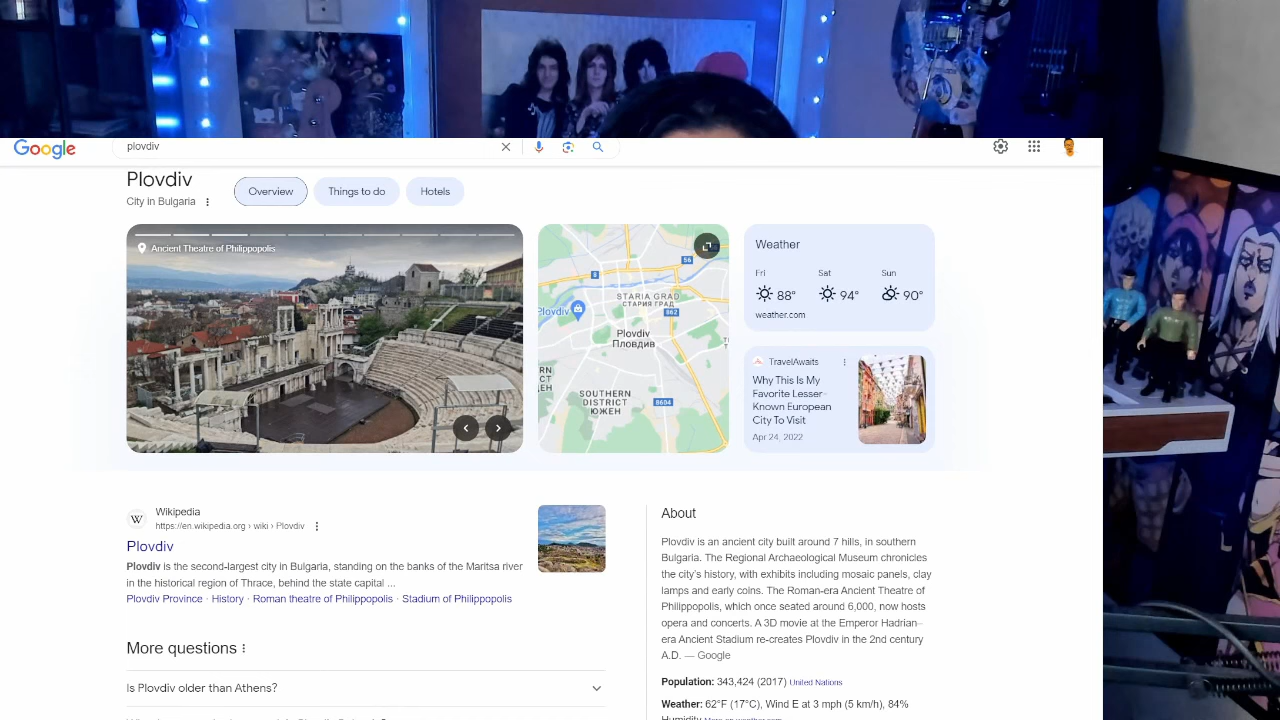 Google
plovdiv
Plovdiv
City in Bulgaria
Overview
Things to do
Hotels
Ancient Theatre of Philippopolis
56
8
STARIA GRAD
СТАРИЯ ГРАД
862
Plovdiv
Plovdiv
Пловдив
SOUTHERN
DISTRICT
ЮЖЕН
8604
Weather
Fri
Sat
Sun
88°
94°
90°
weather.com
TravelAwaits
Why This Is My
Favorite Lesser-
Known European
City To Visit
Apr 24, 2022
Wikipedia
https://en.wikipedia.org › wiki › Plovdiv
Plovdiv
Plovdiv is the second-largest city in Bulgaria, standing on the banks of the Maritsa river
in the historical region of Thrace, behind the state capital ...
Plovdiv Province · History · Roman theatre of Philippopolis · Stadium of Philippopolis
More questions
Is Plovdiv older than Athens?
About
Plovdiv is an ancient city built around 7 hills, in southern
Bulgaria. The Regional Archaeological Museum chronicles
the city's history, with exhibits including mosaic panels, clay
lamps and early coins. The Roman-era Ancient Theatre of
Philippopolis, which once seated around 6,000, now hosts
opera and concerts. A 3D movie at the Emperor Hadrian–
era Ancient Stadium re-creates Plovdiv in the 2nd century
A.D. — Google
Population: 343,424 (2017) United Nations
Weather: 62°F (17°C), Wind E at 3 mph (5 km/h), 84%
Humidity